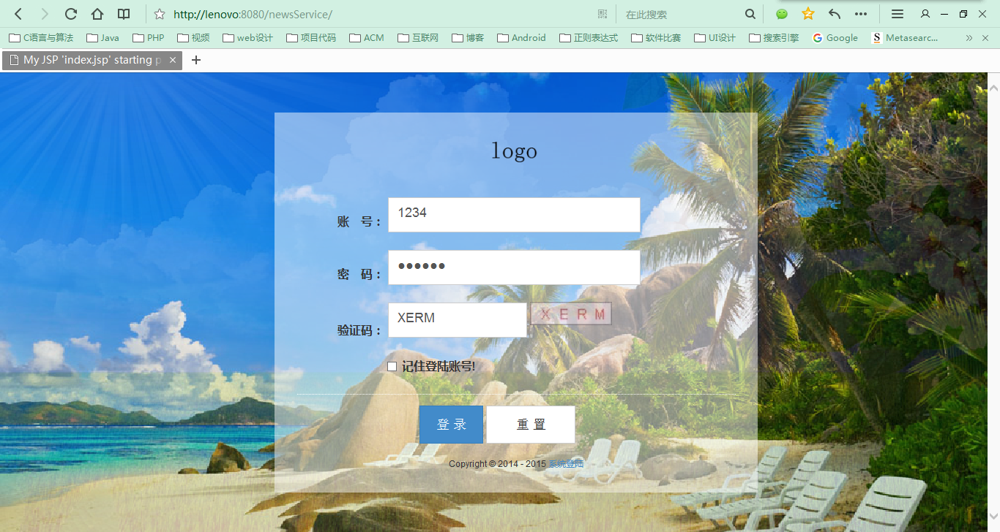 http://lenovo:8080/newsService/ 在此搜索
C语言与算法 Java PHP 视频 web设计 项目代码 ACM 互联网 博客 Android 正则表达式 软件比赛 UI设计 搜索引擎 Google S Metasearc...
My JSP 'index.jsp' starting p
logo
账 号： 1234
密 码： ●●●●●●
验证码： XERM X E R M
记住登陆账号!
登 录 重 置
Copyright © 2014 - 2015 系统登陆